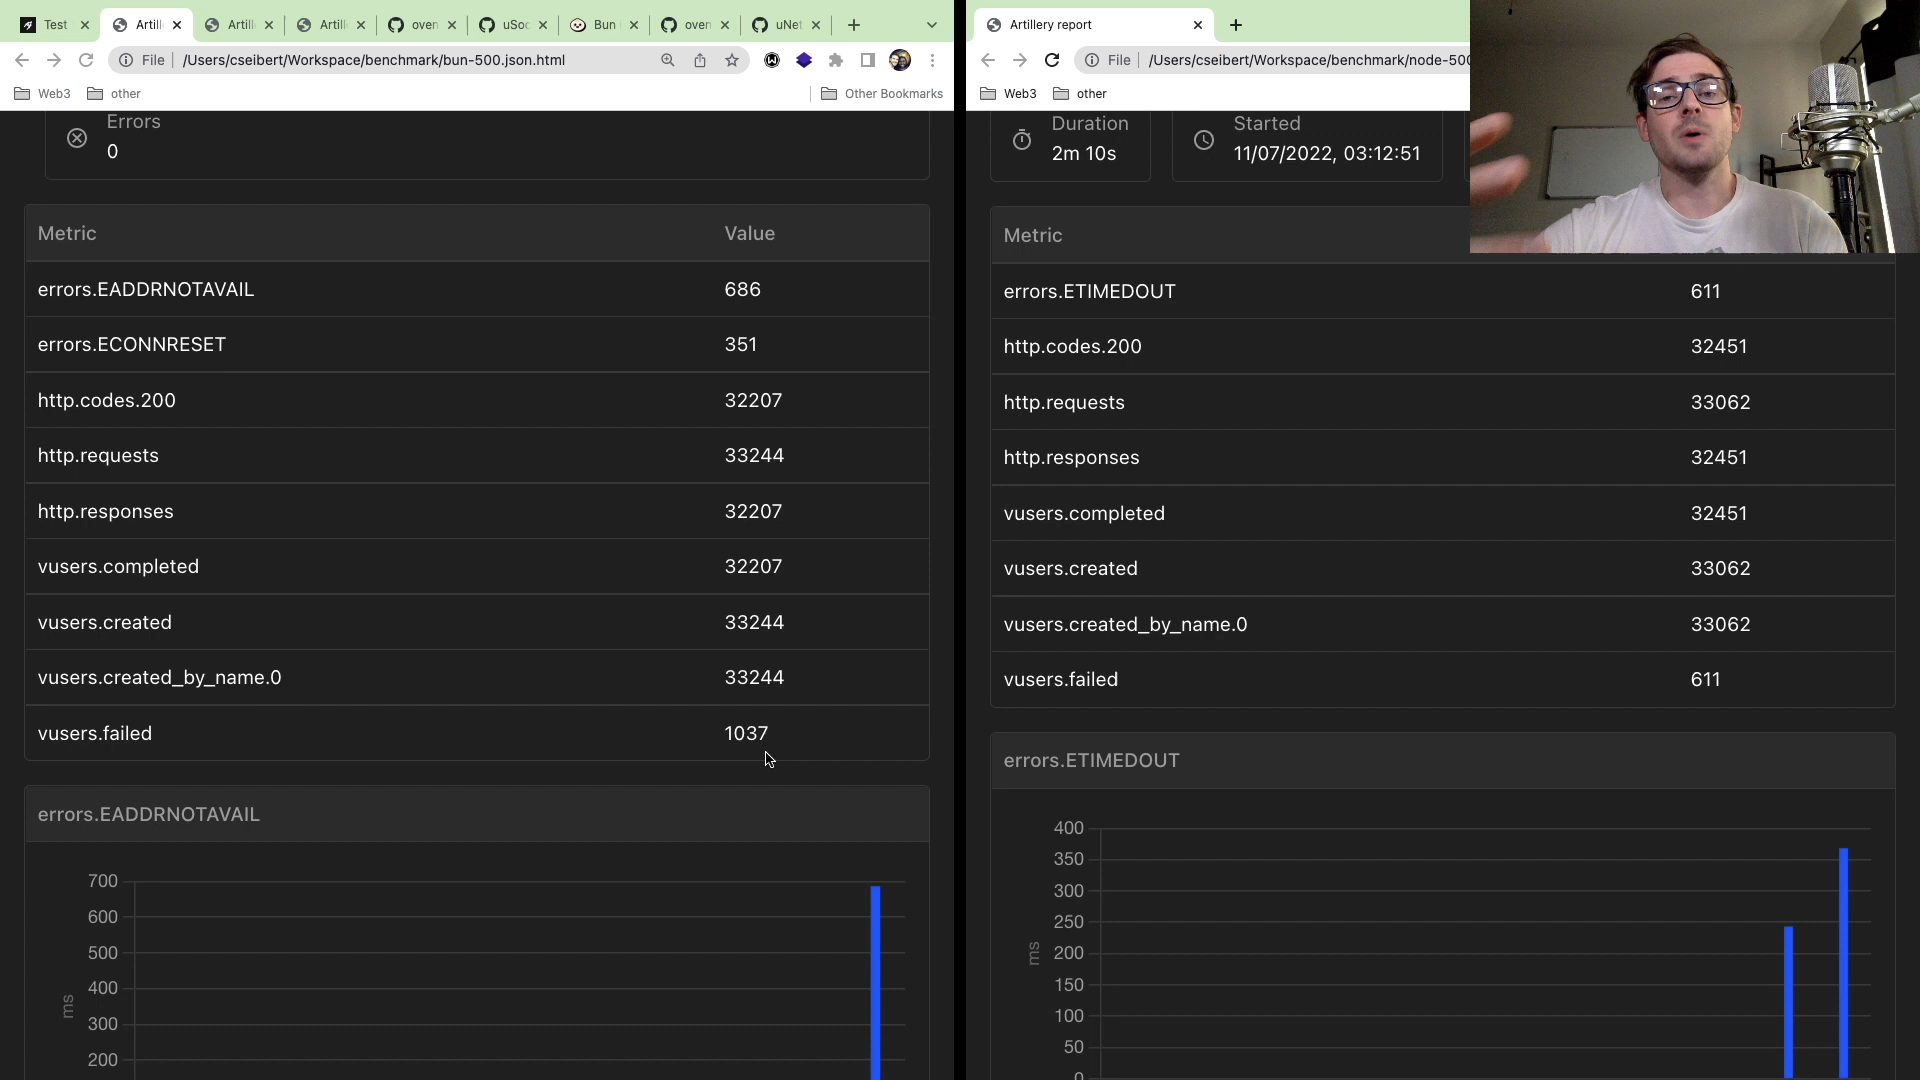 Test
Artill
Artill
Artill
oven
uSoc
Bun
oven
uNet
Artillery report
File
/Users/cseibert/Workspace/benchmark/bun-500.json.html
File
/Users/cseibert/Workspace/benchmark/node-500
Web3
other
Other Bookmarks
Web3
other
Errors
0
Metric
Value
errors.EADDRNOTAVAIL
686
errors.ECONNRESET
351
http.codes.200
32207
http.requests
33244
http.responses
32207
vusers.completed
32207
vusers.created
33244
vusers.created_by_name.0
33244
vusers.failed
1037
errors.EADDRNOTAVAIL
700
600
500
400
300
200
ms
Duration
2m 10s
Started
11/07/2022, 03:12:51
Metric
errors.ETIMEDOUT
611
http.codes.200
32451
http.requests
33062
http.responses
32451
vusers.completed
32451
vusers.created
33062
vusers.created_by_name.0
33062
vusers.failed
611
errors.ETIMEDOUT
400
350
300
250
200
150
100
50
0
ms